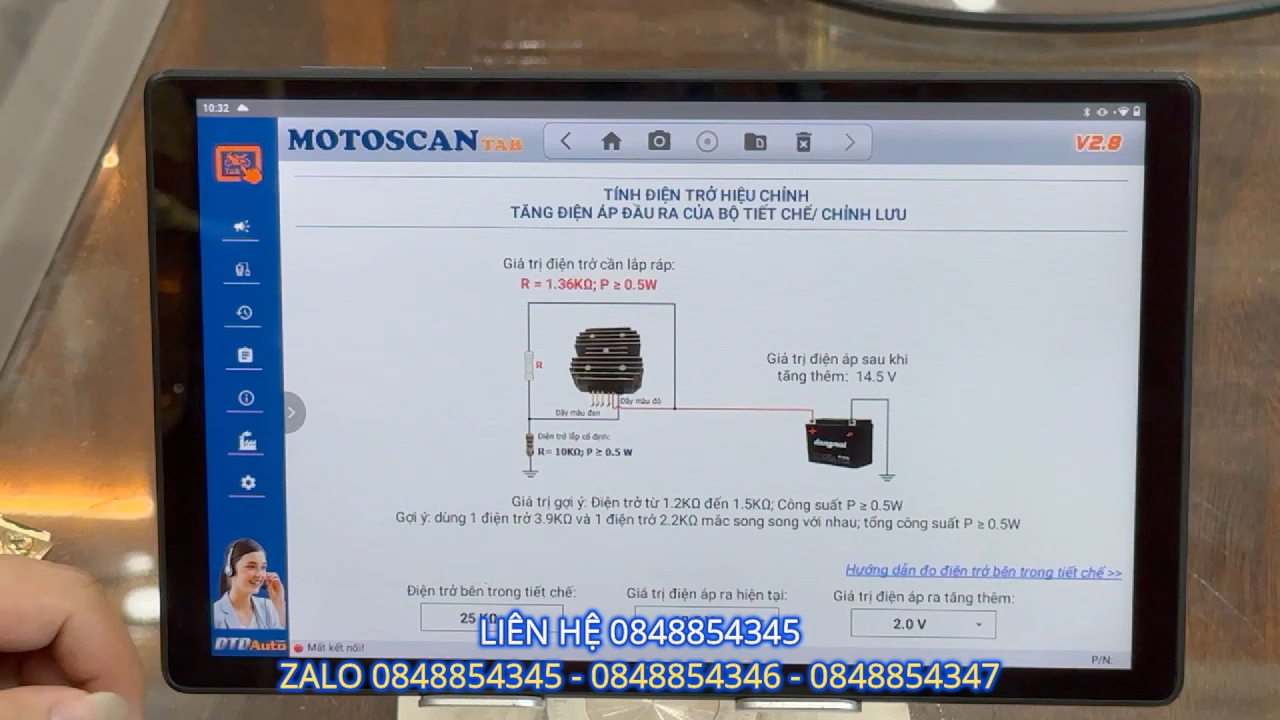 10:32
MOTOSCAN TAB
V2.8
TÍNH ĐIỆN TRỞ HIỆU CHỈNH
TĂNG ĐIỆN ÁP ĐẦU RA CỦA BỘ TIẾT CHẾ/ CHỈNH LƯU
Giá trị điện trở cần lắp ráp:
R = 1.36KΩ; P ≥ 0.5W
R
Dây màu đỏ
Dây màu đen
Giá trị điện áp sau khi
tăng thêm: 14.5 V
dongnai
Điện trở lắp cố định:
R= 10KΩ; P ≥ 0.5 W
Giá trị gợi ý: Điện trở từ 1.2KΩ đến 1.5KΩ; Công suất P ≥ 0.5W
Gợi ý: dùng 1 điện trở 3.9KΩ và 1 điện trở 2.2KΩ mắc song song với nhau; tổng công suất P ≥ 0.5W
Hướng dẫn đo điện trở bên trong tiết chế >>
Điện trở bên trong tiết chế:
Giá trị điện áp ra hiện tại:
Giá trị điện áp ra tăng thêm:
25 KΩ
2.0 V
OTOAuto
Mất kết nối!
P/N:
LIÊN HỆ 0848854345
ZALO 0848854345 - 0848854346 - 0848854347